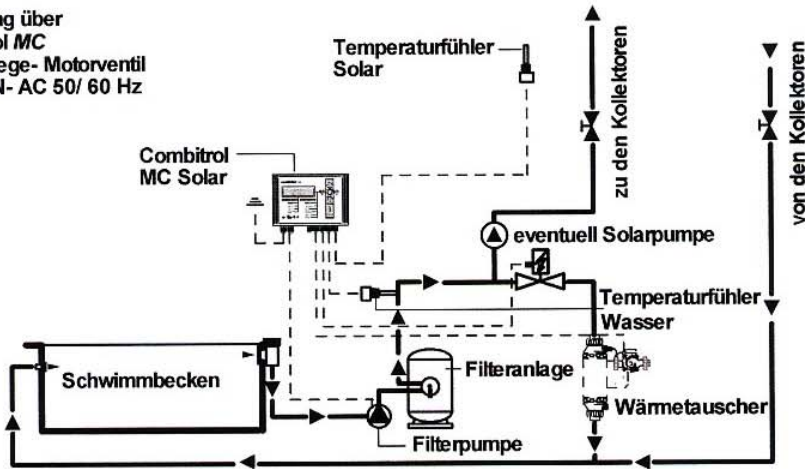 ng über
ol MC
ege- Motorventil
N- AC 50/ 60 Hz
Temperaturfühler
Solar
Combitrol
MC Solar
zu den Kollektoren
von den Kollektoren
eventuell Solarpumpe
Temperaturfühler
Wasser
Schwimmbecken
Filteranlage
Wärmetauscher
Filterpumpe